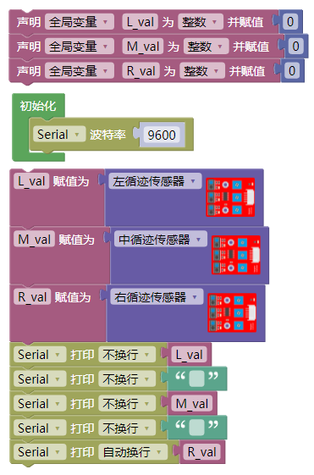 声明 全局变量 L_val 为 整数 并赋值 0
声明 全局变量 M_val 为 整数 并赋值 0
声明 全局变量 R_val 为 整数 并赋值 0
初始化
Serial 波特率 9600
L_val 赋值为 左循迹传感器
M_val 赋值为 中循迹传感器
R_val 赋值为 右循迹传感器
Serial 打印 不换行 L_val
Serial 打印 不换行 “ ”
Serial 打印 不换行 M_val
Serial 打印 不换行 “ ”
Serial 打印 自动换行 R_val